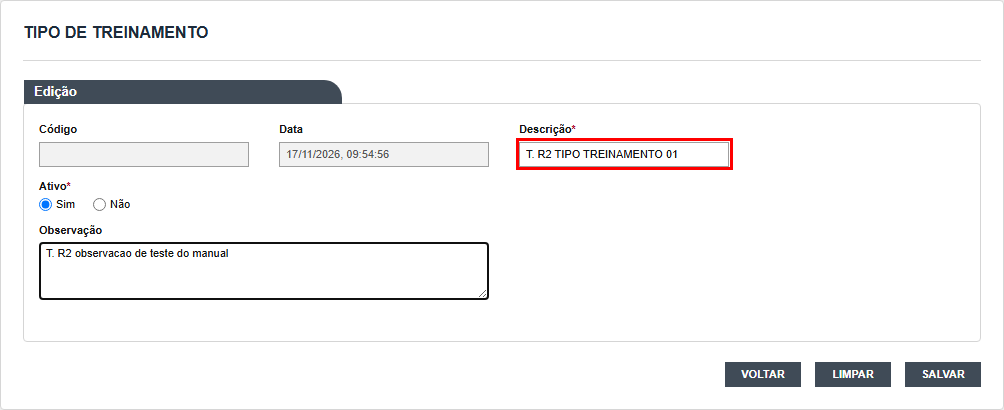 TIPO DE TREINAMENTO
Edição
Código
Data
Descrição*
17/11/2026, 09:54:56
T. R2 TIPO TREINAMENTO 01
Ativo*
Sim
Não
Observação
T. R2 observacao de teste do manual
VOLTAR
LIMPAR
SALVAR